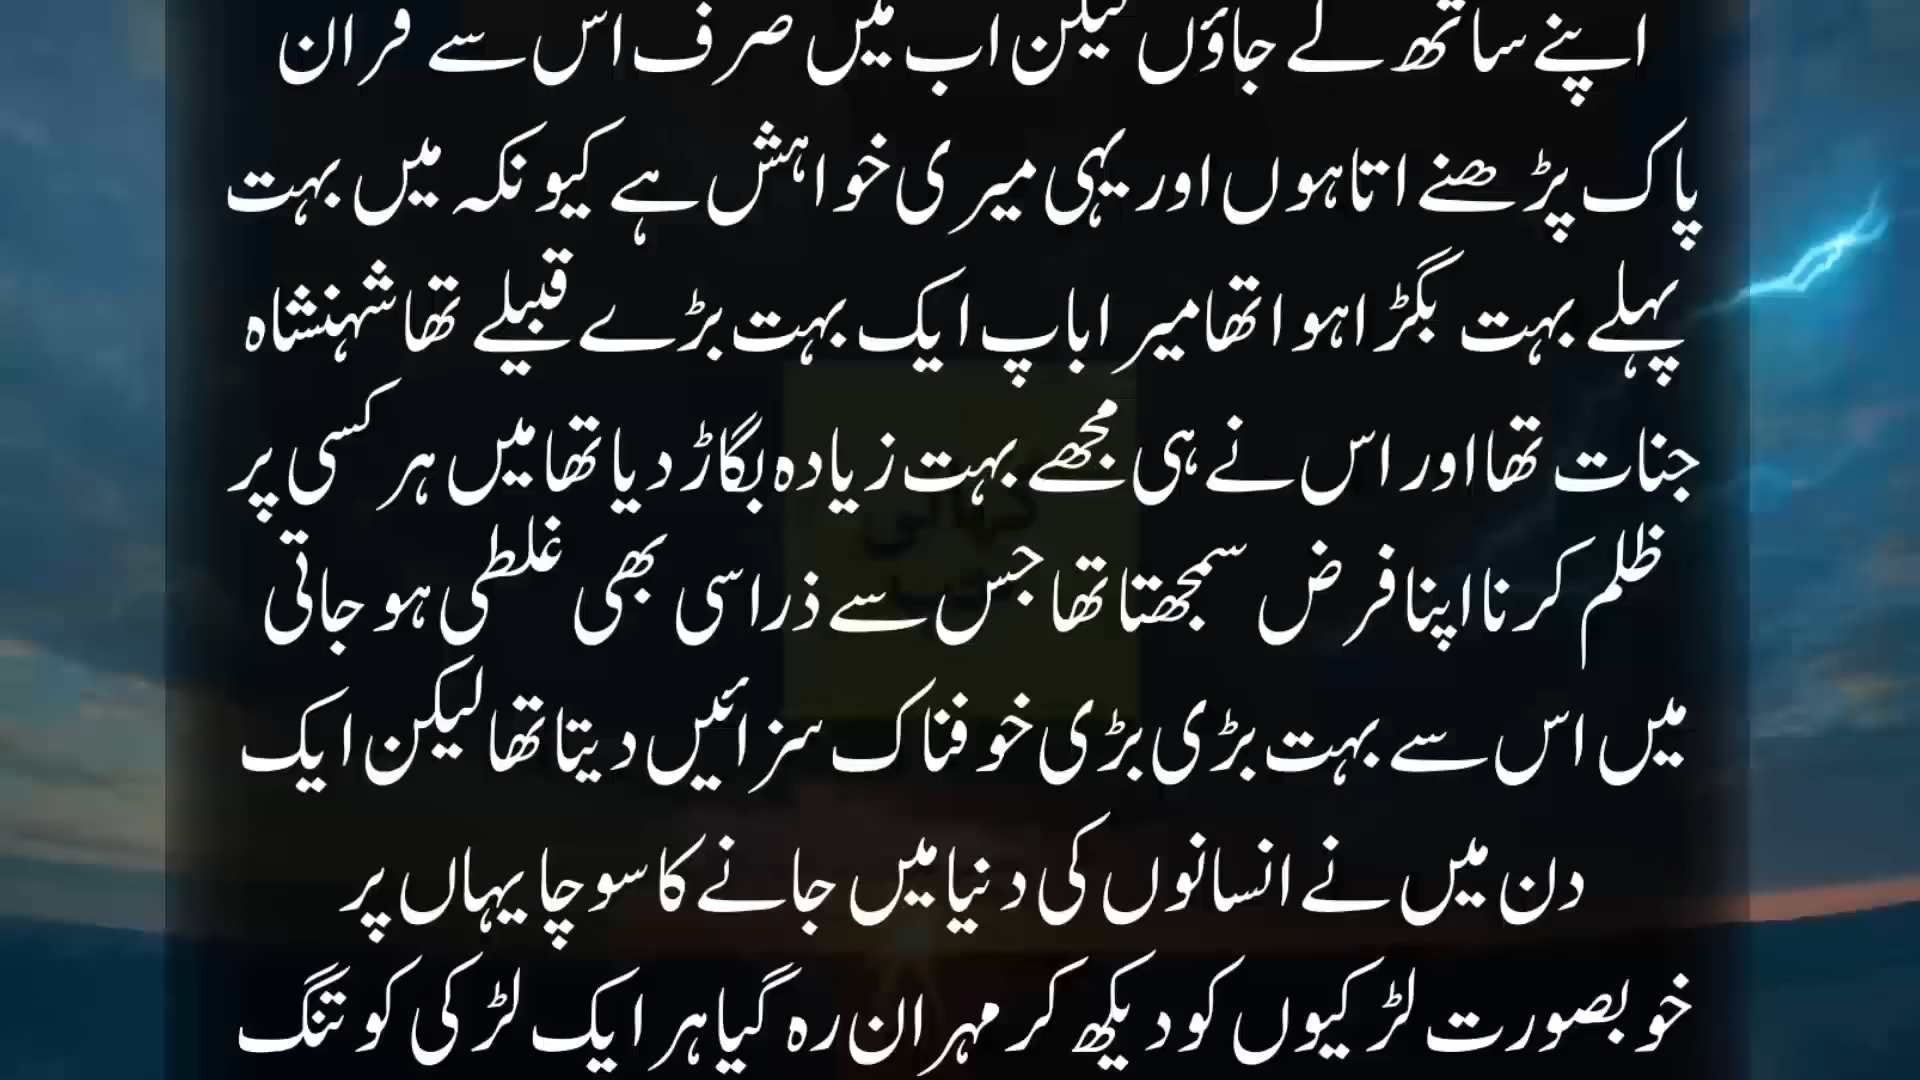 اپنے ساتھ لے جاؤں لیکن اب میں صرف اس سے قران
پاک پڑھنے اتا ہوں اور یہی میری خواہش ہے کیونکہ میں بہت
پہلے بہت بگڑا ہوا تھا میرا باپ ایک بہت بڑے قبیلے تھا شہنشاہ
جنات تھا اور اس نے ہی مجھے بہت زیادہ بگاڑ دیا تھا میں ہر کسی پر
ظلم کرنا اپنا فرض سمجھتا تھا جس سے ذرا سی بھی غلطی ہو جاتی
میں اس سے بہت بڑی بڑی خوفناک سزائیں دیتا تھا لیکن ایک
دن میں نے انسانوں کی دنیا میں جانے کا سوچا یہاں پر
خوبصورت لڑکیوں کو دیکھ کر مہران رہ گیا ہر ایک لڑکی کو تنگ